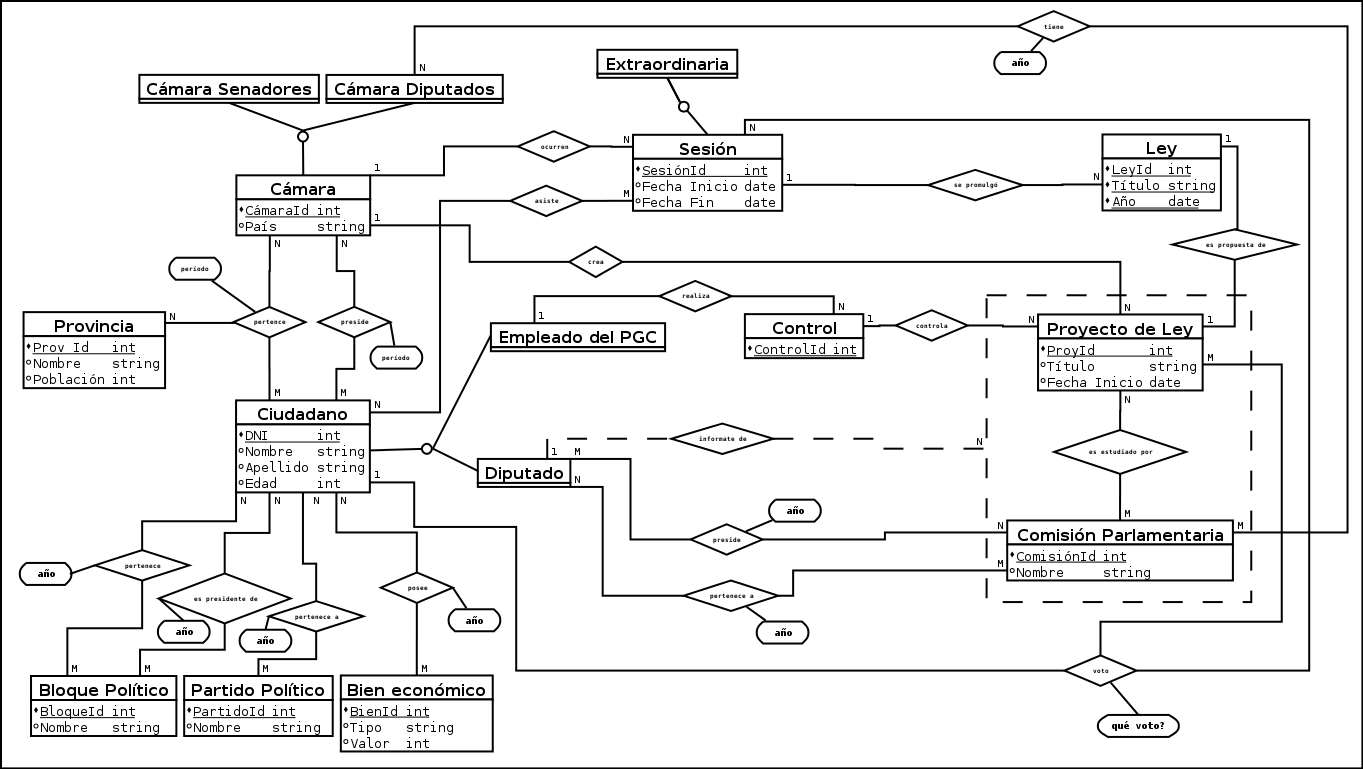 tiene
año
N
Cámara Senadores
Cámara Diputados
Extraordinaria
N
1
ocurren
N
Sesión
SesiónId int
Fecha Inicio date
Fecha Fin date
1
se promulgó
N
Ley
LeyId int
Título string
Año date
1
Cámara
CámaraId int
País string
1
asiste
M
N
N
crea
es propuesta de
período
pertence
preside
período
N
Provincia
Prov Id int
Nombre string
Población int
realiza
1
N
Empleado del PGC
Control
ControlId int
1
controla
N
N
1
Proyecto de Ley
ProyId int
Título string
Fecha Inicio date
M
N
M
M
N
Ciudadano
DNI int
Nombre string
Apellido string
Edad int
1
informate de
N
1
M
Diputado
N
es estudiado por
M
año
preside
N
Comisión Parlamentaria
ComisiónId int
Nombre string
M
M
pertenece a
año
N
N
N
N
pertenece
año
es presidente de
año
pertenece a
año
posee
año
M
Bloque Político
BloqueId int
Nombre string
M
Partido Político
PartidoId int
Nombre string
M
Bien económico
BienId int
Tipo string
Valor int
M
voto
qué voto?